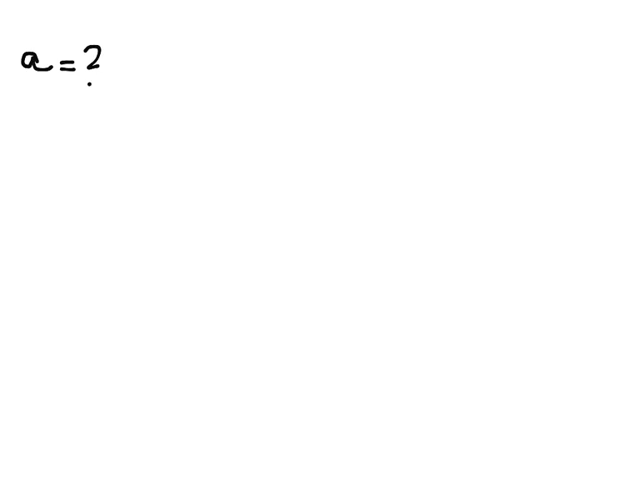 a = ?